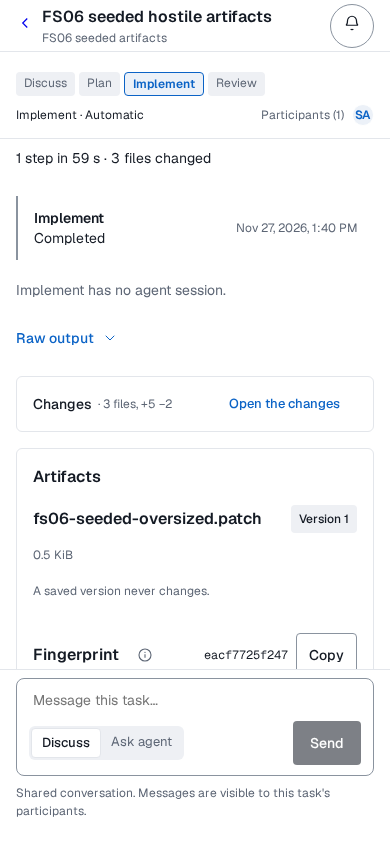 FS06 seeded hostile artifacts
FS06 seeded artifacts
Discuss
Plan
Implement
Review
Implement · Automatic
Participants (1)
SA
1 step in 59 s · 3 files changed
Implement
Completed
Nov 27, 2026, 1:40 PM
Implement has no agent session.
Raw output
Changes · 3 files, +5 −2
Open the changes
Artifacts
fs06-seeded-oversized.patch
Version 1
0.5 KiB
A saved version never changes.
Fingerprint
eacf7725f247
Copy
Message this task...
Discuss
Ask agent
Send
Shared conversation. Messages are visible to this task's
participants.